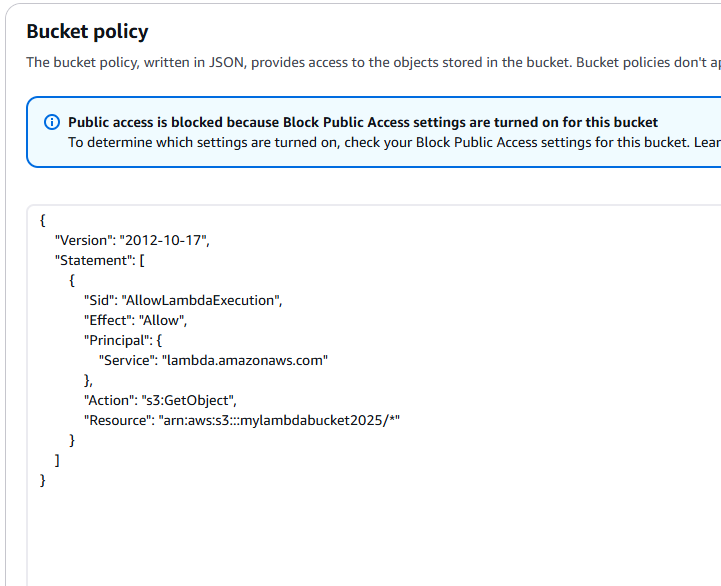 Bucket policy
The bucket policy, written in JSON, provides access to the objects stored in the bucket. Bucket policies don't
Public access is blocked because Block Public Access settings are turned on for this bucket
To determine which settings are turned on, check your Block Public Access settings for this bucket.
{
"Version": "2012-10-17",
"Statement": [
{
"Sid": "AllowLambdaExecution",
"Effect": "Allow",
"Principal": {
"Service": "lambda.amazonaws.com"
},
"Action": "s3:GetObject",
"Resource": "arn:aws:s3:::mylambdabucket2025/*"
}
]
}